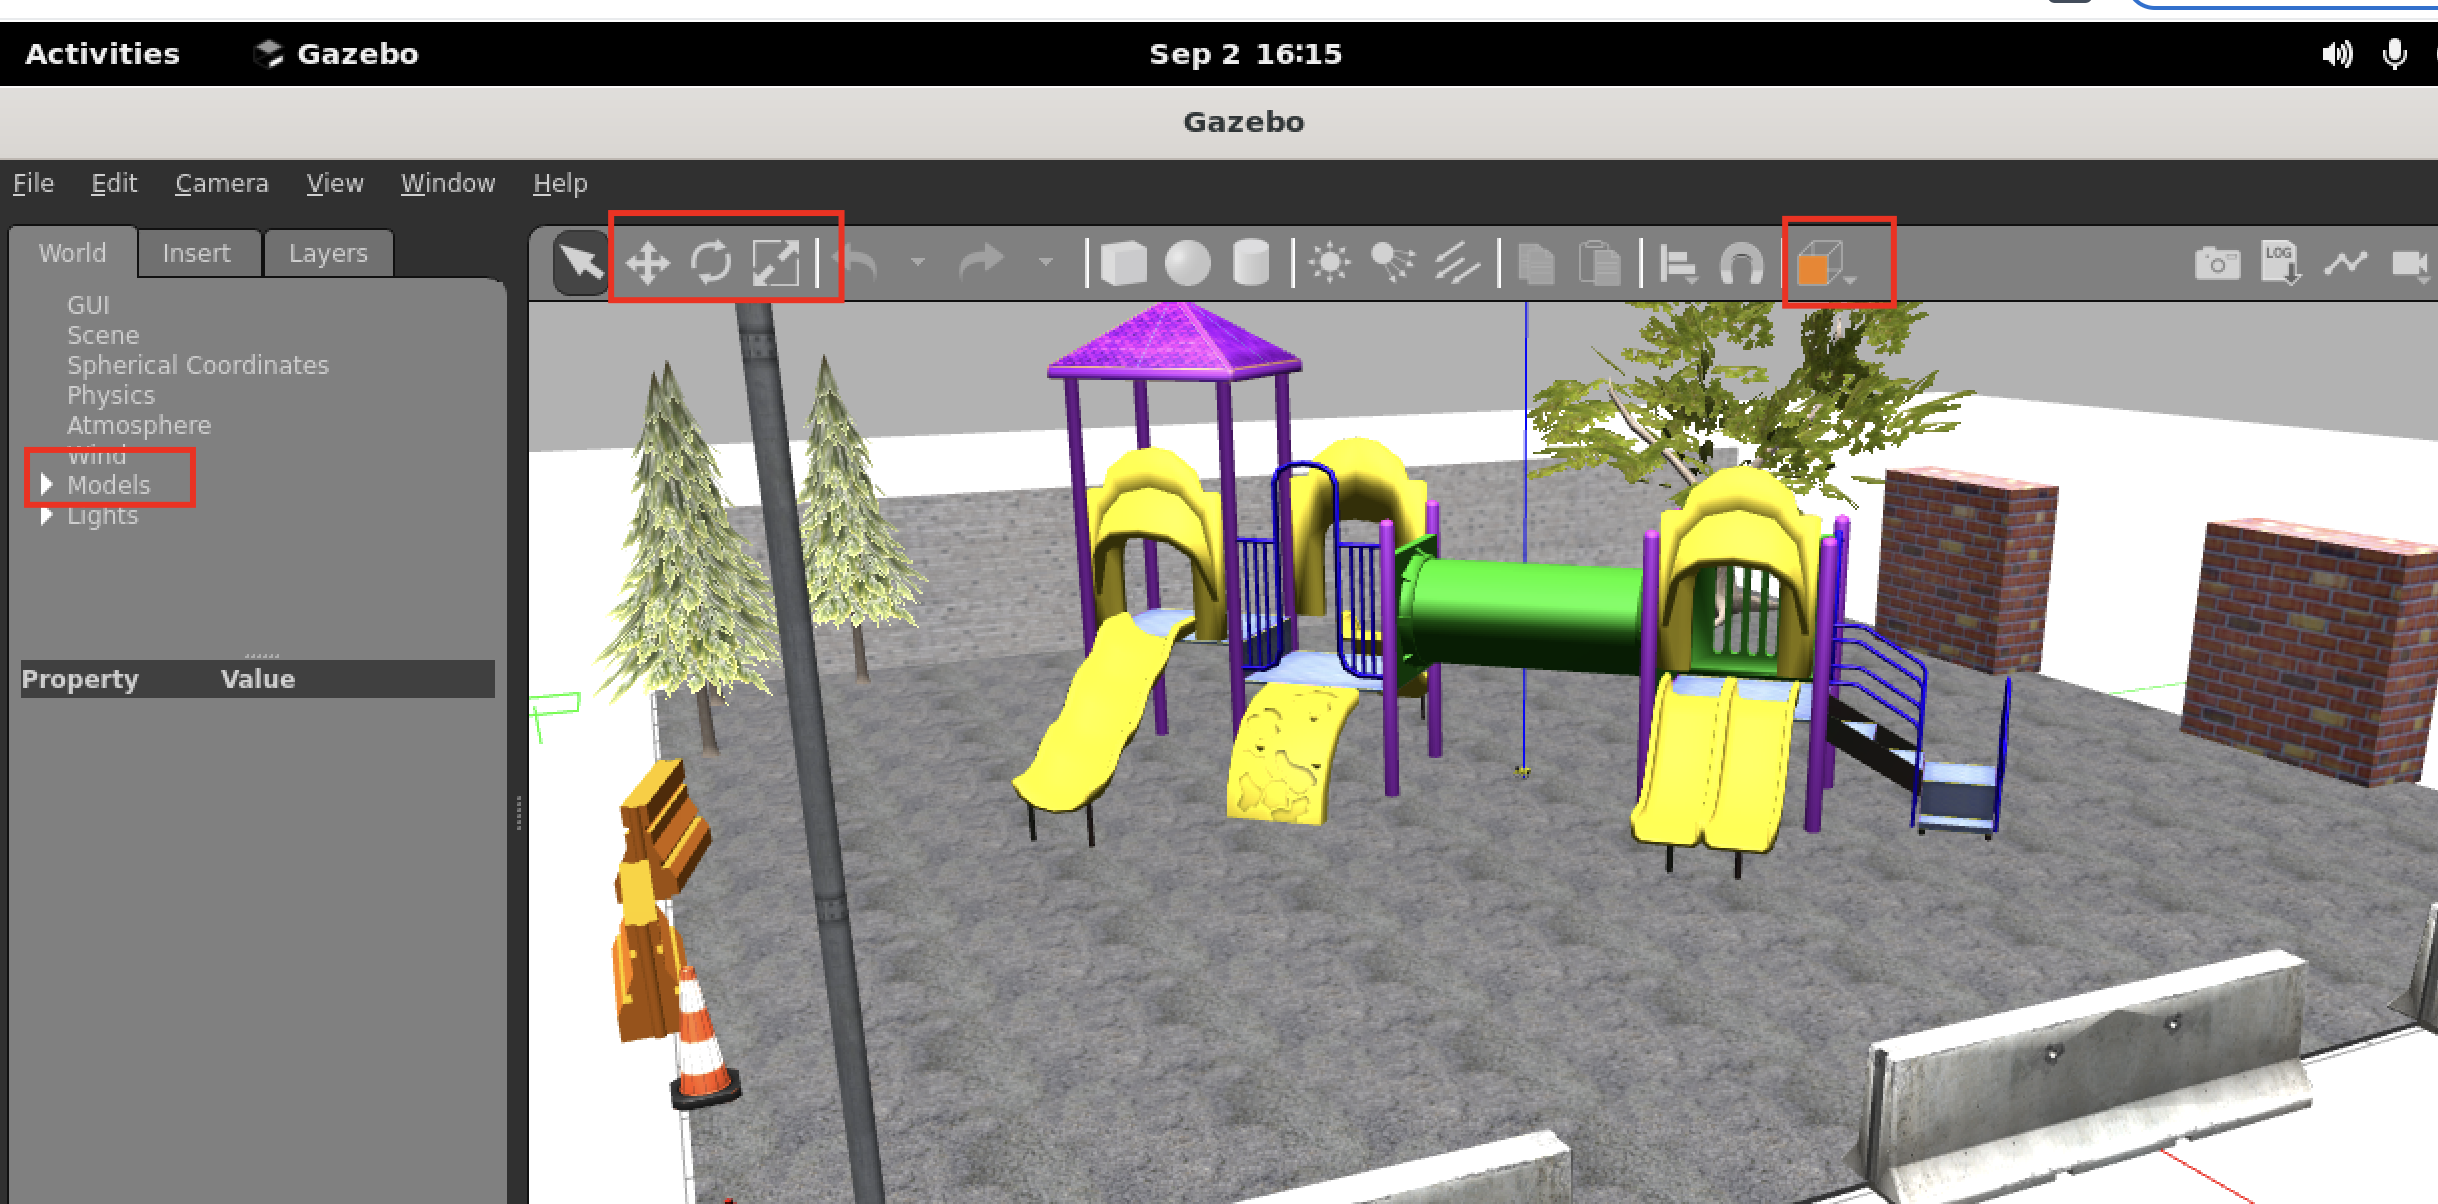 Activities Gazebo Sep 2 16:15
Gazebo
File Edit Camera View Window Help
World Insert Layers
LOG
GUI
Scene
Spherical Coordinates
Physics
Atmosphere
Wind
Models
Lights
Property Value